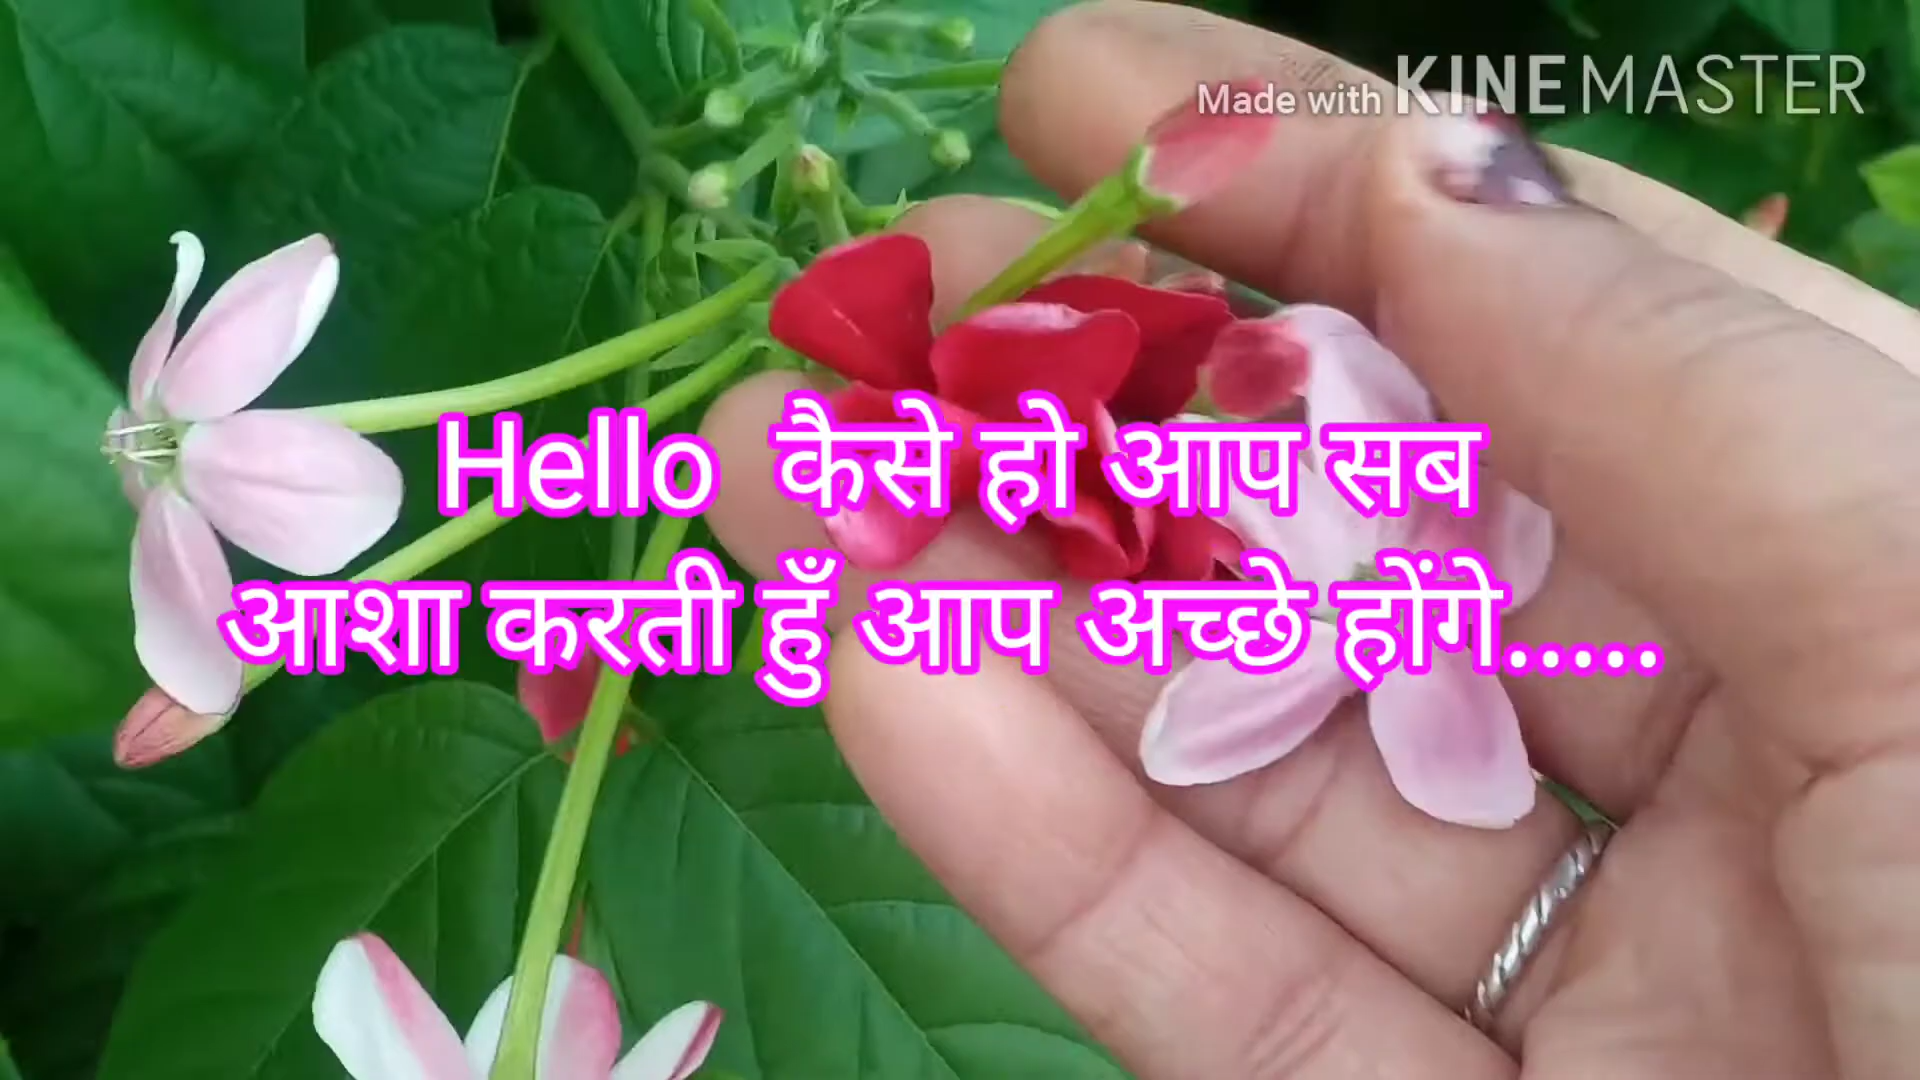 Made with KINEMASTER
Hello कैसे हो आप सब
आशा करती हुँ आप अच्छे होंगे.....